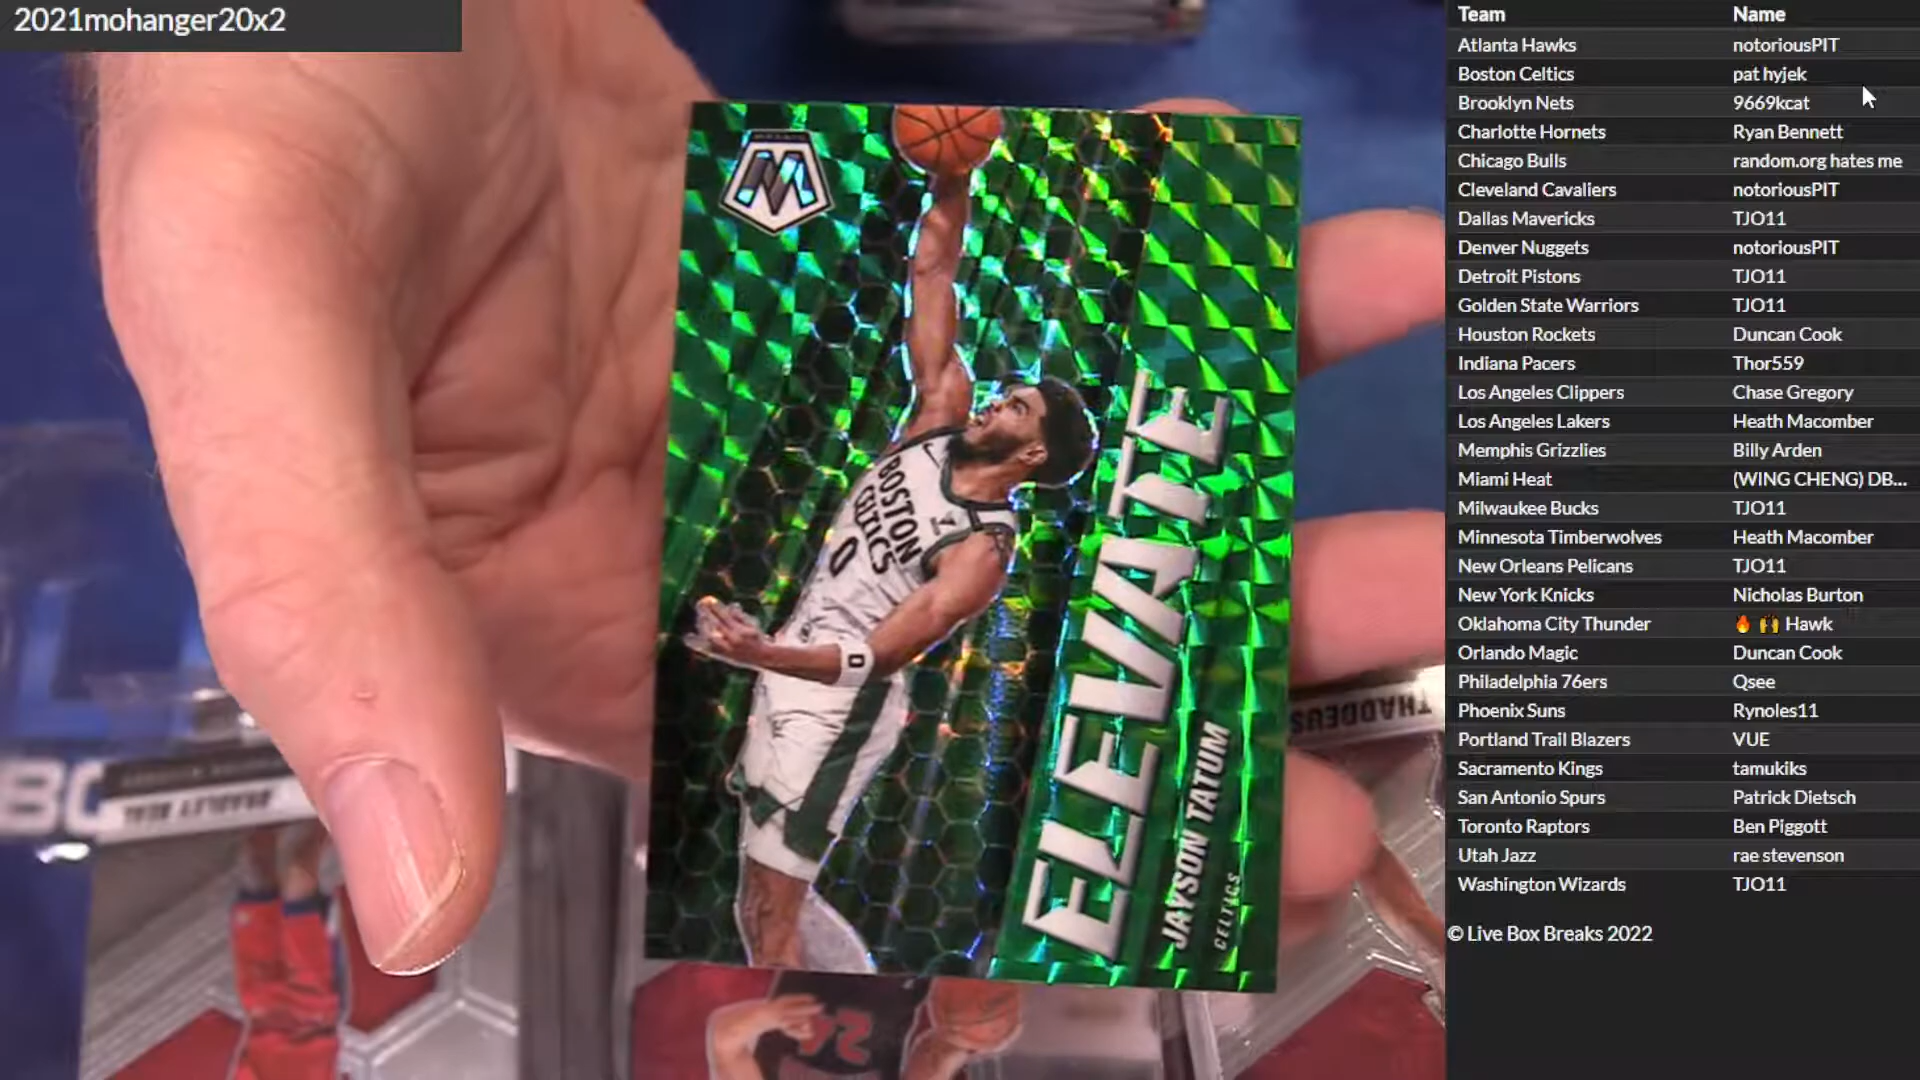 2021mohanger20x2
Team Name
Atlanta Hawks notoriousPIT
Boston Celtics pat hyjek
Brooklyn Nets 9669kcat
Charlotte Hornets Ryan Bennett
Chicago Bulls random.org hates me
Cleveland Cavaliers notoriousPIT
Dallas Mavericks TJO11
Denver Nuggets notoriousPIT
Detroit Pistons TJO11
Golden State Warriors TJO11
Houston Rockets Duncan Cook
Indiana Pacers Thor559
Los Angeles Clippers Chase Gregory
Los Angeles Lakers Heath Macomber
Memphis Grizzlies Billy Arden
Miami Heat (WING CHENG) DB...
Milwaukee Bucks TJO11
Minnesota Timberwolves Heath Macomber
New Orleans Pelicans TJO11
New York Knicks Nicholas Burton
Oklahoma City Thunder 🔥 🙌 Hawk
Orlando Magic Duncan Cook
Philadelphia 76ers Qsee
Phoenix Suns Rynoles11
Portland Trail Blazers VUE
Sacramento Kings tamukiks
San Antonio Spurs Patrick Dietsch
Toronto Raptors Ben Piggott
Utah Jazz rae stevenson
Washington Wizards TJO11
© Live Box Breaks 2022
MOSAIC
M
BOSTON
CELTICS
0
0
ELEVATE
JAYSON TATUM
CELTICS
THADDEUS
BRADLEY BEAL
24